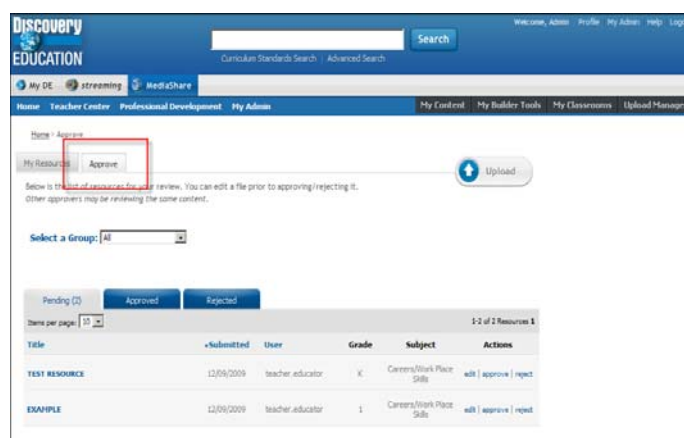 Discovery
EDUCATION
Welcome, Admin Profile My Admin Help Logo
Search
Curriculum Standards Search | Advanced Search
My DE streaming MediaShare
Home Teacher Center Professional Development My Admin My Content My Builder Tools My Classrooms Upload Manage
Home > Approve
My Resources Approve
Upload
Below is the list of resources for your review. You can edit a file prior to approving/rejecting it.
Other approvers may be reviewing the same content.
Select a Group: All
Pending (2) Approved Rejected
Items per page: 10 1-2 of 2 Resources 1
Title Submitted User Grade Subject Actions
TEST RESOURCE 12/09/2009 teacher.educator K Careers/Work Place Skills edit | approve | reject
EXAMPLE 12/09/2009 teacher.educator 1 Careers/Work Place Skills edit | approve | reject